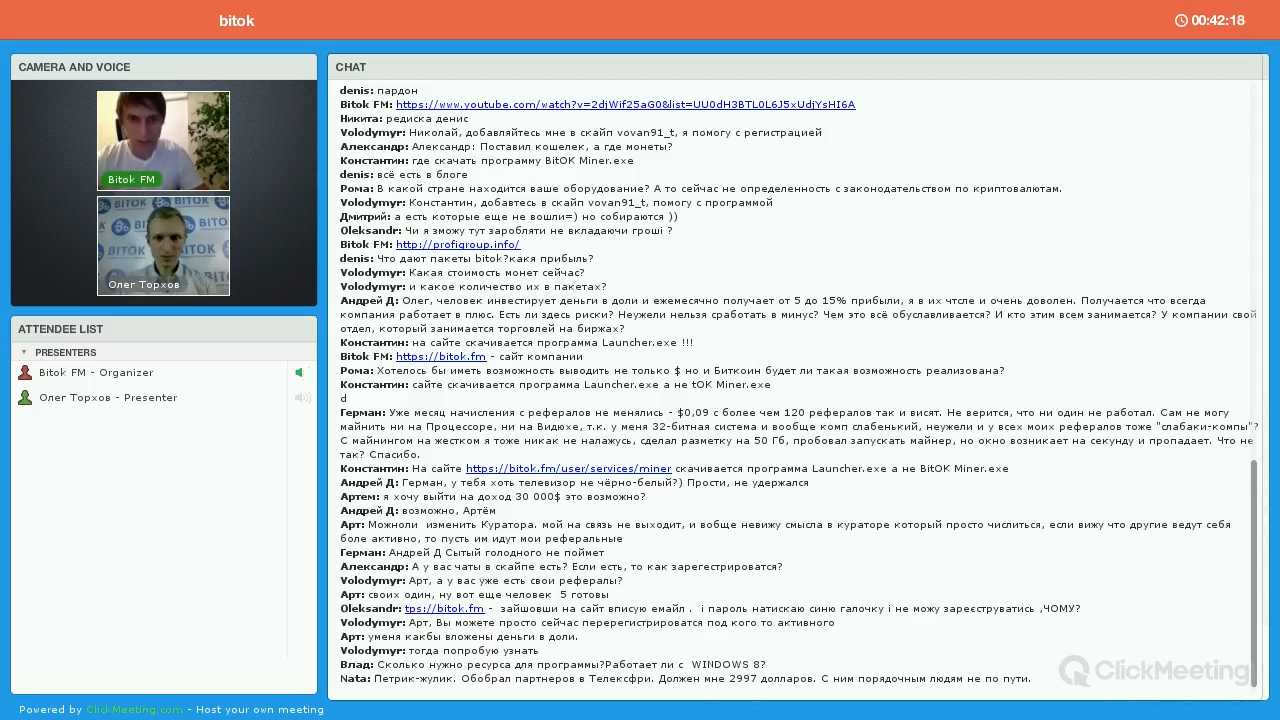 bitok
00:42:18
CAMERA AND VOICE
Bitok FM
BITOK
BITOK
BITOK
Олег Торхов
ATTENDEE LIST
PRESENTERS
Bitok FM - Organizer
Олег Торхов - Presenter
CHAT
denis: пардон
Bitok FM: https://www.youtube.com/watch?v=2djWif25aG0&list=UU0dH3BTL0L6J5xUdjYsHI6A
Никита: редиска денис
Volodymyr: Николай, добавляйтесь мне в скайп vovan91_t, я помогу с регистрацией
Александр: Александр: Поставил кошелек, а где монеты?
Константин: где скачать программу BitOK Miner.exe
denis: всё есть в блоге
Рома: В какой стране находится ваше оборудование? А то сейчас не определенность с законодательством по криптовалютам.
Volodymyr: Константин, добавтесь в скайп vovan91_t, помогу с программой
Дмитрий: а есть которые еще не вошли=) но собираются ))
Oleksandr: Чи я зможу тут заробляти не вкладаючи гроші ?
Bitok FM: http://profigroup.info/
denis: Что дают пакеты bitok?какя прибыль?
Volodymyr: Какая стоимость монет сейчас?
Volodymyr: и какое количество их в пакетах?
Андрей Д: Олег, человек инвестирует деньги в доли и ежемесячно получает от 5 до 15% прибыли, я в их чтсле и очень доволен. Получается что всегда
компания работает в плюс. Есть ли здесь риски? Неужели нельзя сработать в минус? Чем это всё обуславливается? И кто этим всем занимается? У компании свой
отдел, который занимается торговлей на биржах?
Константин: на сайте скачивается программа Launcher.exe !!!
Bitok FM: https://bitok.fm - сайт компании
Рома: Хотелось бы иметь возможность выводить не только $ но и Биткоин будет ли такая возможность реализована?
Константин: сайте скачивается программа Launcher.exe а не tOK Miner.exe
d
Герман: Уже месяц начисления с рефералов не менялись - $0,09 с более чем 120 рефералов так и висят. Не верится, что ни один не работал. Сам не могу
майнить ни на Процессоре, ни на Видюхе, т.к. у меня 32-битная система и вообще комп слабенький, неужели и у всех моих рефералов тоже "слабаки-компы"?
С майнингом на жестком я тоже никак не налажусь, сделал разметку на 50 Гб, пробовал запускать майнер, но окно возникает на секунду и пропадает. Что не
так? Спасибо.
Константин: На сайте https://bitok.fm/user/services/miner скачивается программа Launcher.exe а не BitOK Miner.exe
Андрей Д: Герман, у тебя хоть телевизор не чёрно-белый?) Прости, не удержался
Артем: я хочу выйти на доход 30 000$ это возможно?
Андрей Д: возможно, Артём
Арт: Можноли изменить Куратора. мой на связь не выходит, и вобще невижу смысла в кураторе который просто числиться, если вижу что другие ведут себя
боле активно, то пусть им идут мои реферальные
Герман: Андрей Д Сытый голодного не поймет
Александр: А у вас чаты в скайпе есть? Если есть, то как зарегестрироватся?
Volodymyr: Арт, а у вас уже есть свои рефералы?
Арт: своих один, ну вот еще человек 5 готовы
Oleksandr: tps://bitok.fm - зайшовши на сайт вписую емайл . і пароль натискаю синю галочку і не можу зареєструватись ,ЧОМУ?
Volodymyr: Арт, Вы можете просто сейчас перерегистрироватся под кого то активного
Арт: уменя какбы вложены деньги в доли.
Volodymyr: тогда попробую узнать
Влад: Сколько нужно ресурса для программы?Работает ли с WINDOWS 8?
Nata: Петрик-жулик. Обобрал партнеров в Телексфри. Должен мне 2997 долларов. С ним порядочным людям не по пути.
ClickMeeting
Powered by ClickMeeting.com - Host your own meeting